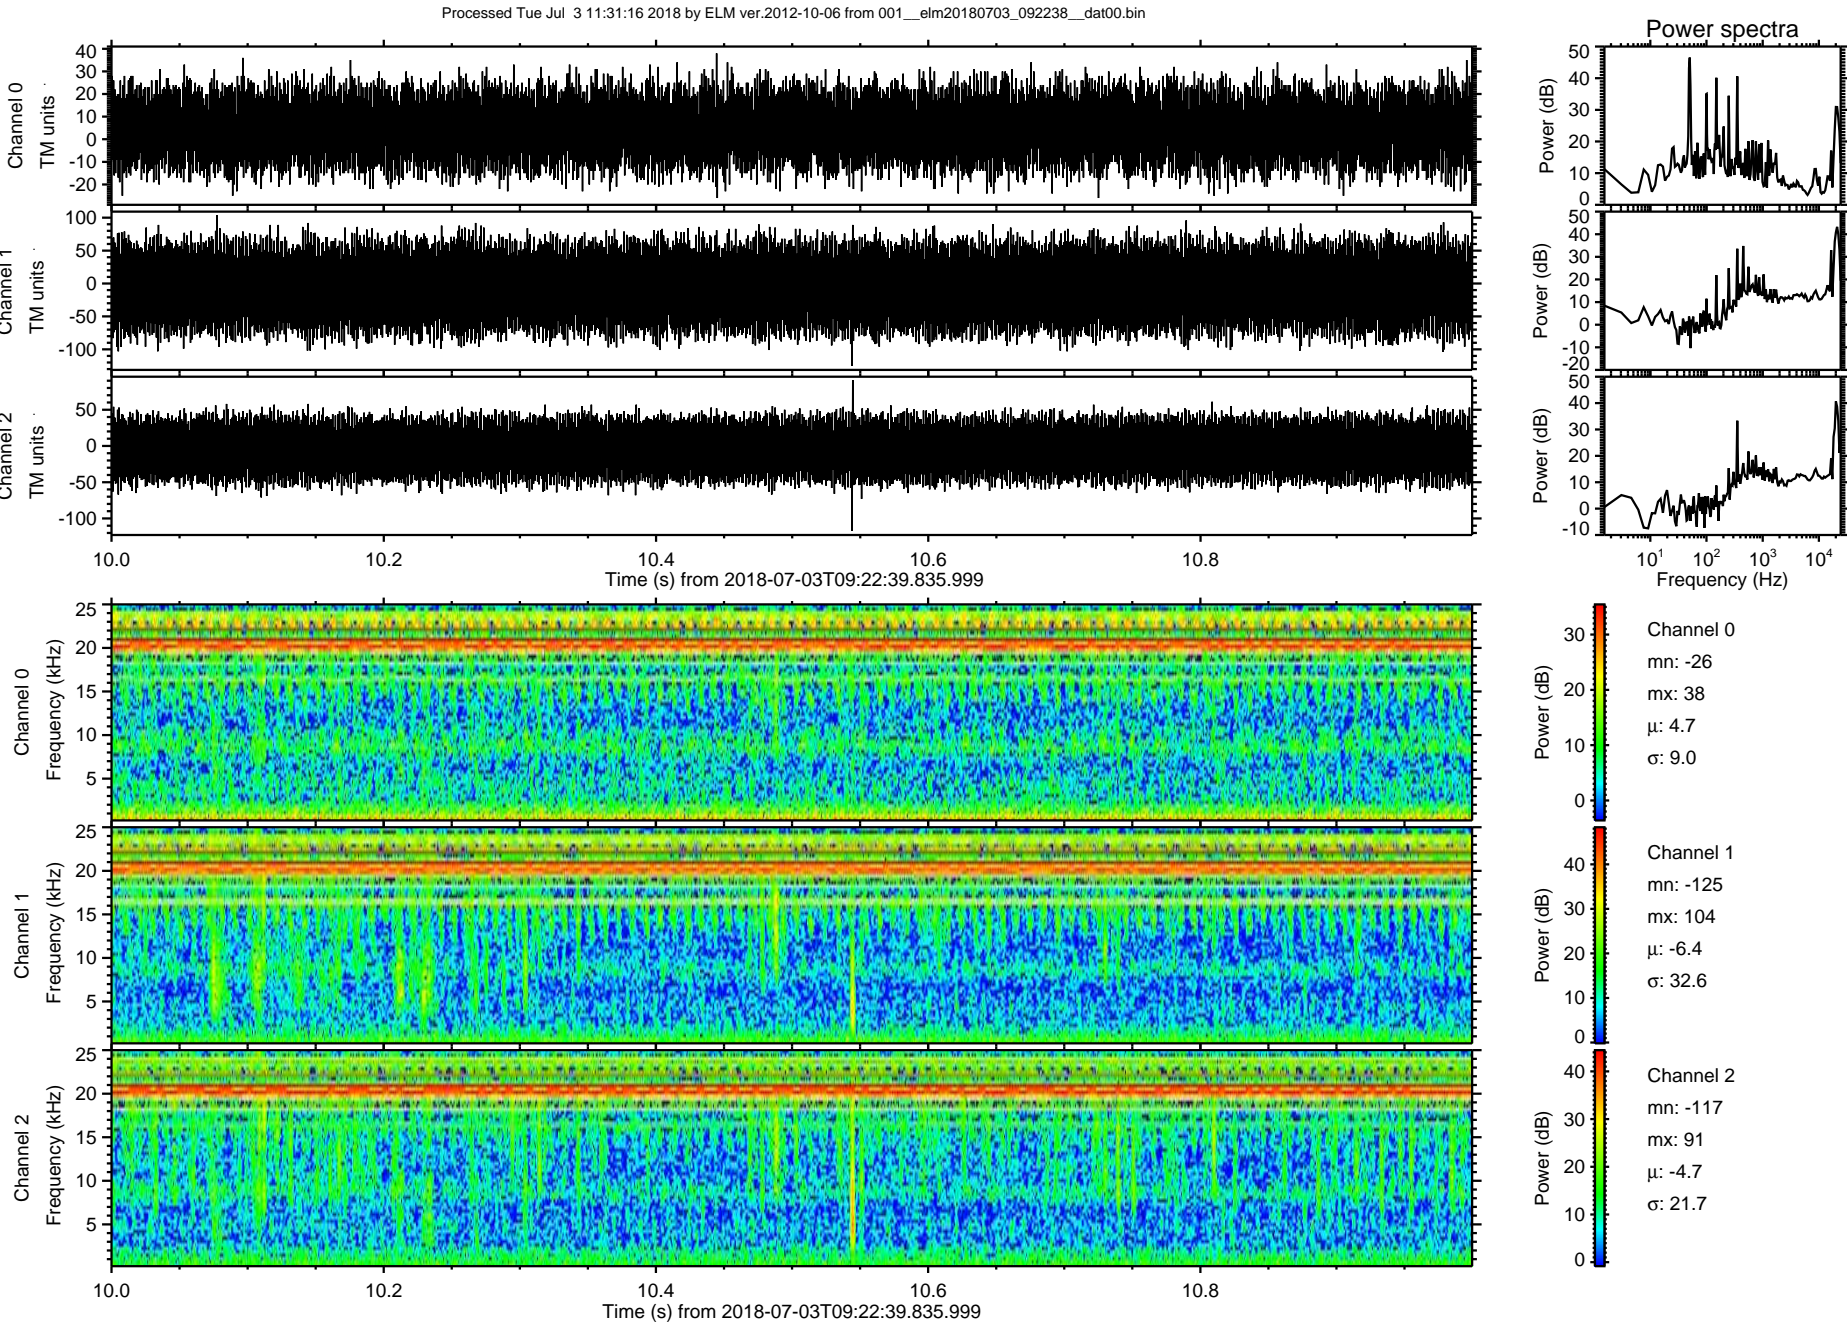 Processed Tue Jul 3 11:31:16 2018 by ELM ver.2012-10-06 from 001__elm20180703_092238__dat00.bin
Power spectra
Channel 0
TM units
40
30
20
10
0
-10
-20
Power (dB)
50
40
30
20
10
0
Channel 1
TM units
100
50
0
-50
-100
Power (dB)
50
40
30
20
10
0
-10
-20
Channel 2
TM units
50
0
-50
-100
Power (dB)
50
40
30
20
10
0
-10
10.0 10.2 10.4 10.6 10.8
Time (s) from 2018-07-03T09:22:39.835.999
10¹ 10² 10³ 10⁴
Frequency (Hz)
Channel 0
Frequency (kHz)
25
20
15
10
5
Power (dB)
30
20
10
0
Channel 0
mn: -26
mx: 38
μ: 4.7
σ: 9.0
Channel 1
Frequency (kHz)
25
20
15
10
5
Power (dB)
40
30
20
10
0
Channel 1
mn: -125
mx: 104
μ: -6.4
σ: 32.6
Channel 2
Frequency (kHz)
25
20
15
10
5
Power (dB)
40
30
20
10
0
Channel 2
mn: -117
mx: 91
μ: -4.7
σ: 21.7
10.0 10.2 10.4 10.6 10.8
Time (s) from 2018-07-03T09:22:39.835.999